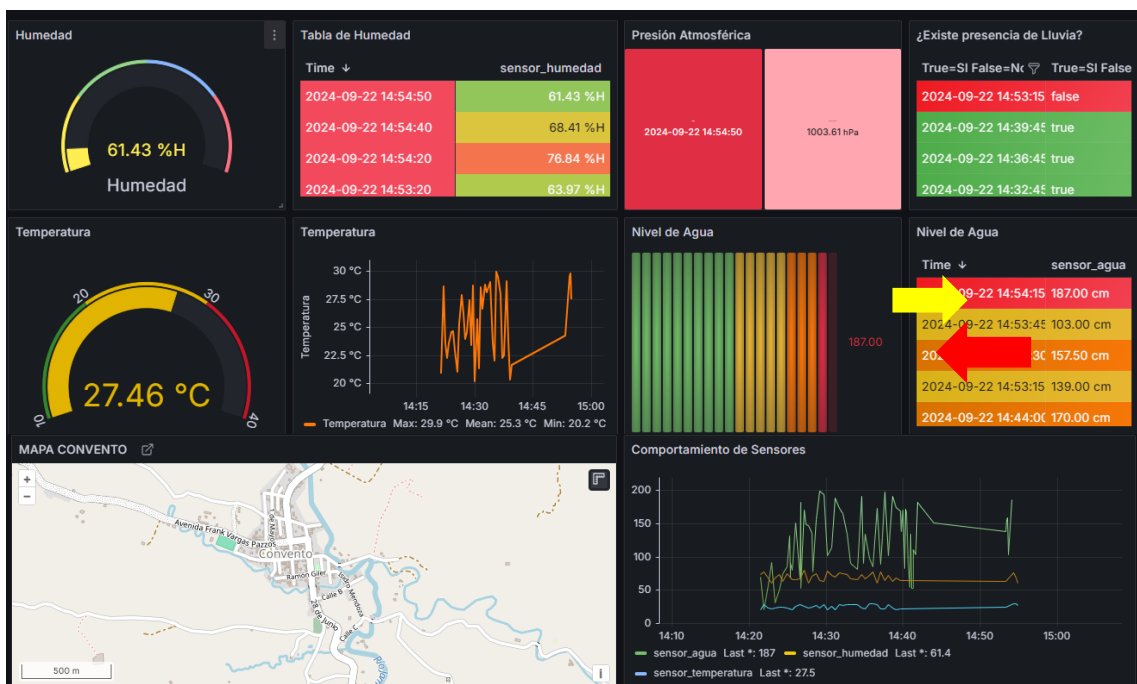 Humedad
61.43 %H
Humedad
Tabla de Humedad
Time ↓ sensor_humedad
2024-09-22 14:54:50 61.43 %H
2024-09-22 14:54:40 68.41 %H
2024-09-22 14:54:20 76.84 %H
2024-09-22 14:53:20 63.97 %H
Presión Atmosférica
2024-09-22 14:54:50 1003.61 hPa
¿Existe presencia de Lluvia?
True=SI False=Nc True=SI False
2024-09-22 14:53:15 false
2024-09-22 14:39:45 true
2024-09-22 14:36:45 true
2024-09-22 14:32:45 true
Temperatura
10 20 30 40
27.46 °C
Temperatura
Temperatura
30 °C
27.5 °C
25 °C
22.5 °C
20 °C
14:15 14:30 14:45 15:00
Temperatura Max: 29.9 °C Mean: 25.3 °C Min: 20.2 °C
Nivel de Agua
187.00
Nivel de Agua
Time ↓ sensor_agua
-22 14:54:15 187.00 cm
2024-09-22 14:53:45 103.00 cm
157.50 cm
2024-09-22 14:53:15 139.00 cm
2024-09-22 14:44:00 170.00 cm
MAPA CONVENTO
+
−
Avenida Frank Vargas Pazzos
Convento
Ramón Giler
Isidro Mendoza
Calle B
28 de Junio
Calle C
500 m
i
Comportamiento de Sensores
200
150
100
50
0
14:10 14:20 14:30 14:40 14:50 15:00
sensor_agua Last *: 187 sensor_humedad Last *: 61.4
sensor_temperatura Last *: 27.5